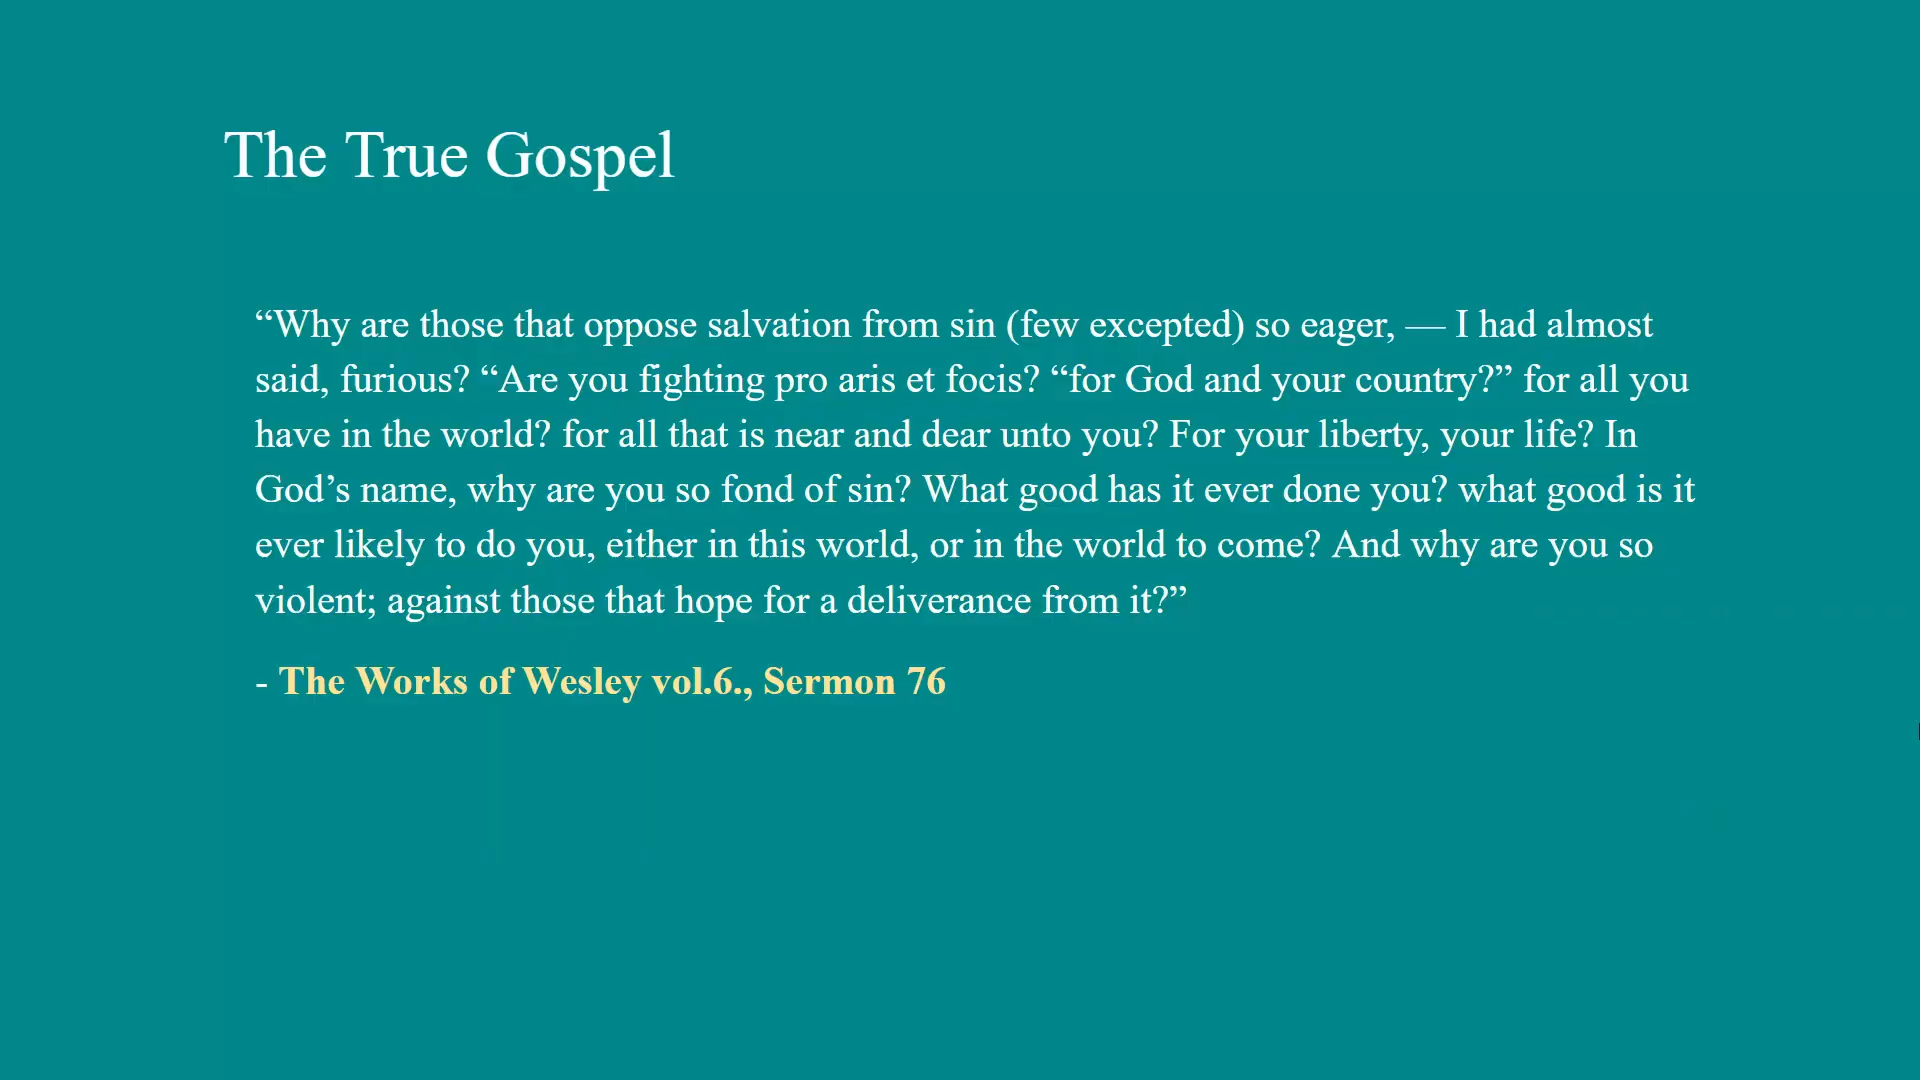 The True Gospel
“Why are those that oppose salvation from sin (few excepted) so eager, — I had almost
said, furious? “Are you fighting pro aris et focis? “for God and your country?” for all you
have in the world? for all that is near and dear unto you? For your liberty, your life? In
God’s name, why are you so fond of sin? What good has it ever done you? what good is it
ever likely to do you, either in this world, or in the world to come? And why are you so
violent; against those that hope for a deliverance from it?”
- The Works of Wesley vol.6., Sermon 76